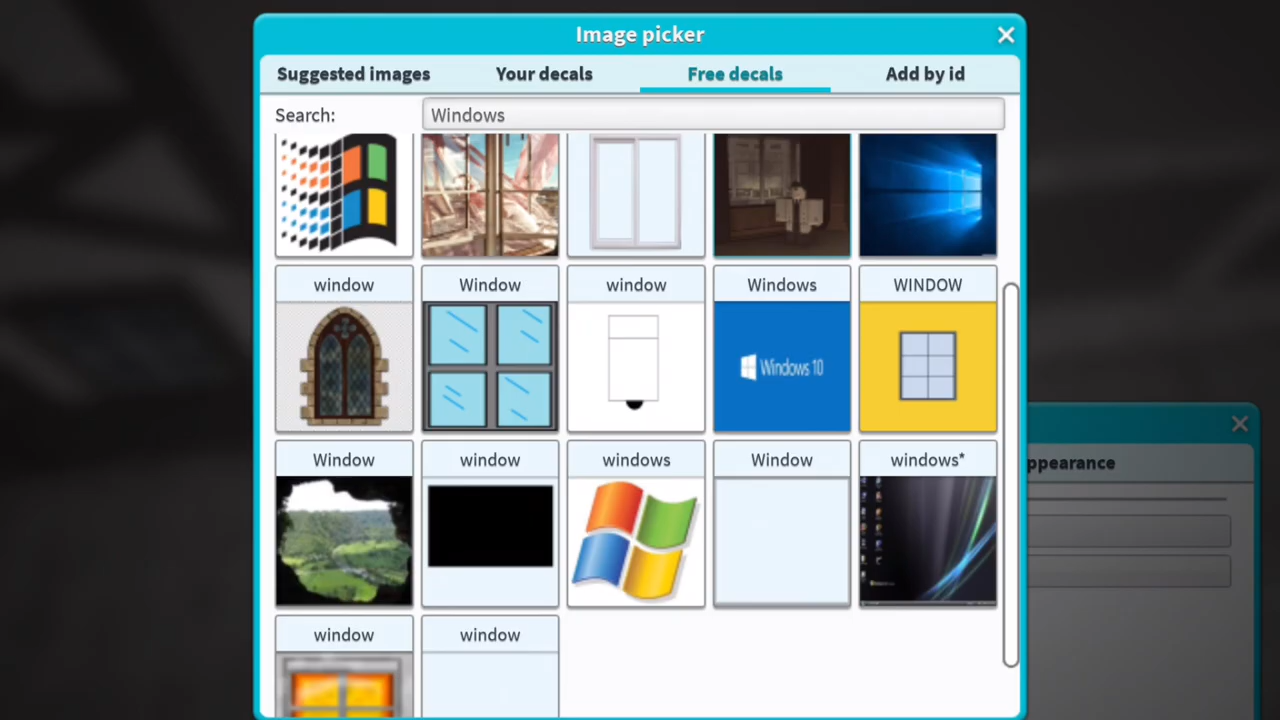 Image picker
Suggested images
Your decals
Free decals
Add by id
Search:
Windows
window
Window
window
Windows
WINDOW
Windows 10
Window
window
windows
Window
windows*
window
window
ppearance